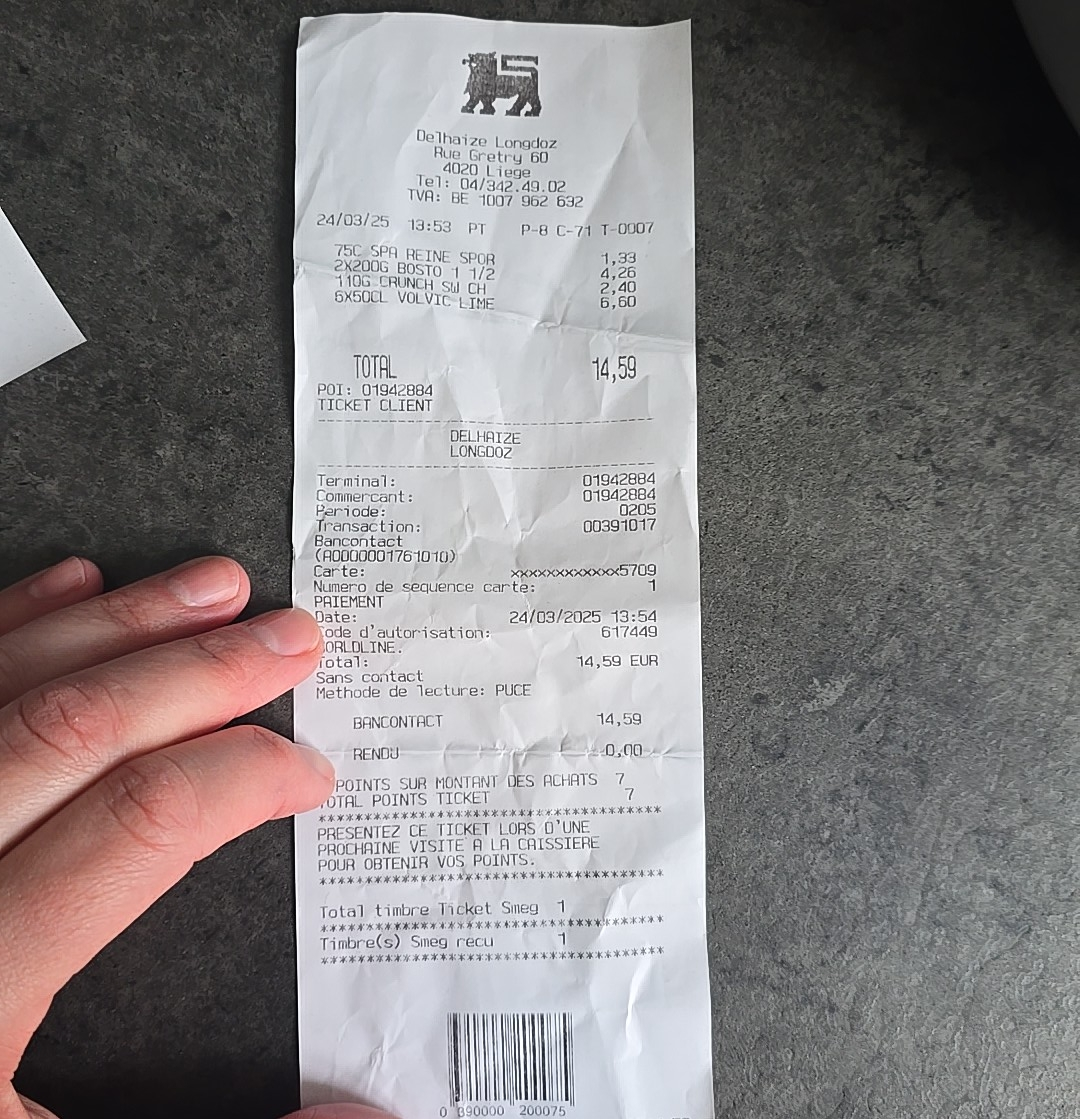 Delhaize Longdoz
Rue Gretry 60
4020 Liege
Tel: 04/342.49.02
TVA: BE 1007 962 632
24/03/25 13:53 PT P-8 C-71 T-0007
75C SPA REINE SPOR 1,33
2X200G BOSTO 1 1/2 4,26
110G CRUNCH SW CH 2,40
6X50CL VOLVIC LIME 6,60
TOTAL 14,59
POI: 01942884
TICKET CLIENT
DELHAIZE
LONGDOZ
Terminal: 01942884
Commercant: 01942884
Periode: 0205
Transaction: 00391017
Bancontact
(A0000001761010)
Carte: xxxxxxxxxxxx5709
Numero de sequence carte: 1
PAIEMENT
Date: 24/03/2025 13:54
ode d'autorisation: 617449
ORLDLINE.
Total: 14,59 EUR
Sans contact
Methode de lecture: PUCE
BANCONTACT 14,59
RENDU 0,00
POINTS SUR MONTANT DES ACHATS 7
TOTAL POINTS TICKET 7
************************************
PRESENTEZ CE TICKET LORS D'UNE
PROCHAINE VISITE A LA CAISSIERE
POUR OBTENIR VOS POINTS.
************************************
Total timbre Ticket Smeg 1
************************************
Timbre(s) Smeg recu 1
************************************
0 390000 200075